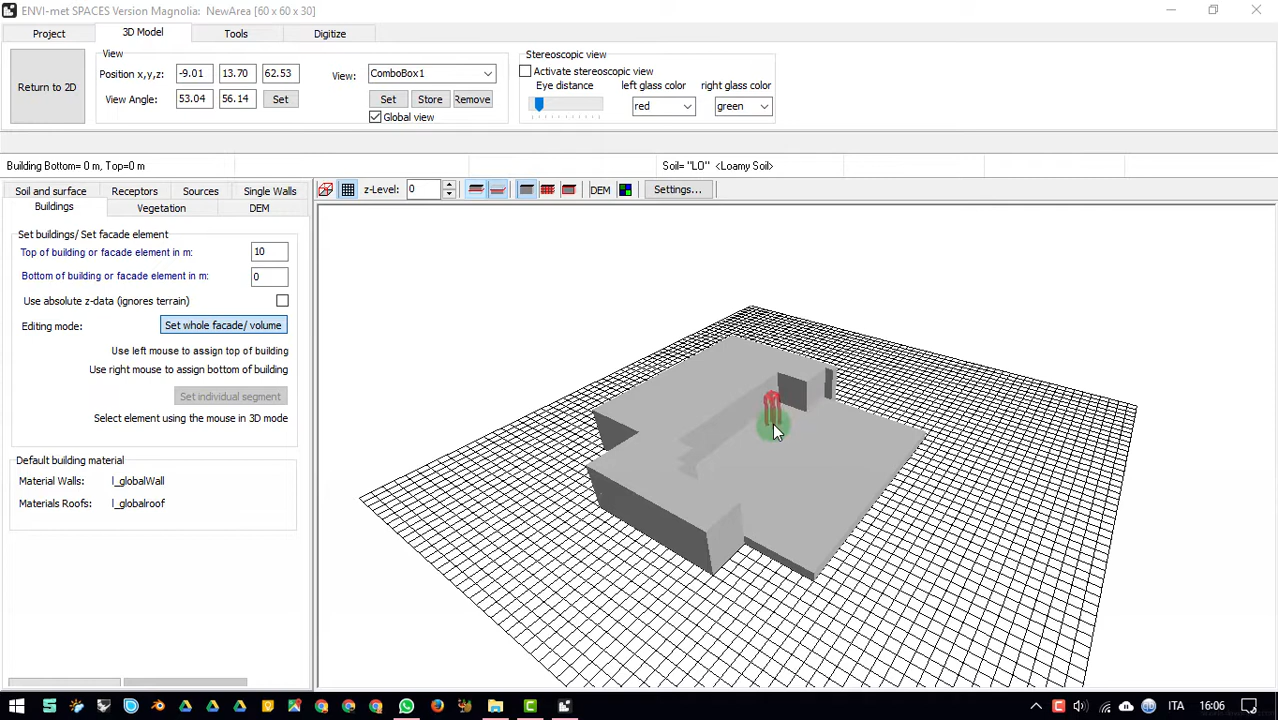 ENVI-met SPACES Version Magnolia: NewArea [60 x 60 x 30]
Project
3D Model
Tools
Digitize
Return to 2D
View
Position x,y,z: -9.01 13.70 62.53
View Angle: 53.04 56.14 Set
View: ComboBox1
Set Store Remove
Global view
Stereoscopic view
Activate stereoscopic view
Eye distance
left glass color
right glass color
red
green
Building Bottom= 0 m, Top=0 m
Soil= "LO" <Loamy Soil>
Soil and surface
Receptors
Sources
Single Walls
Buildings
Vegetation
DEM
z-Level: 0
DEM
Settings...
Set buildings/ Set facade element
Top of building or facade element in m: 10
Bottom of building or facade element in m: 0
Use absolute z-data (ignores terrain)
Editing mode: Set whole facade/ volume
Use left mouse to assign top of building
Use right mouse to assign bottom of building
Set individual segment
Select element using the mouse in 3D mode
Default building material
Material Walls: l_globalWall
Materials Roofs: l_globalroof
ITA
16:06